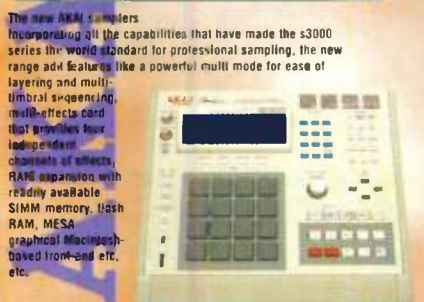 The new AKAI samplers
Incorporating all the capabilities that have made the s3000
series the world standard for professional sampling, the new
range add features like a powerful multi mode for ease of
layering and multi-
timbral sequencing,
multi-effects card
that provides four
independent
channels of effects,
RAM expansion with
readily available
SIMM memory, flash
RAM, MESA
graphical Macintosh-
based front-end etc,
etc.
AKAI